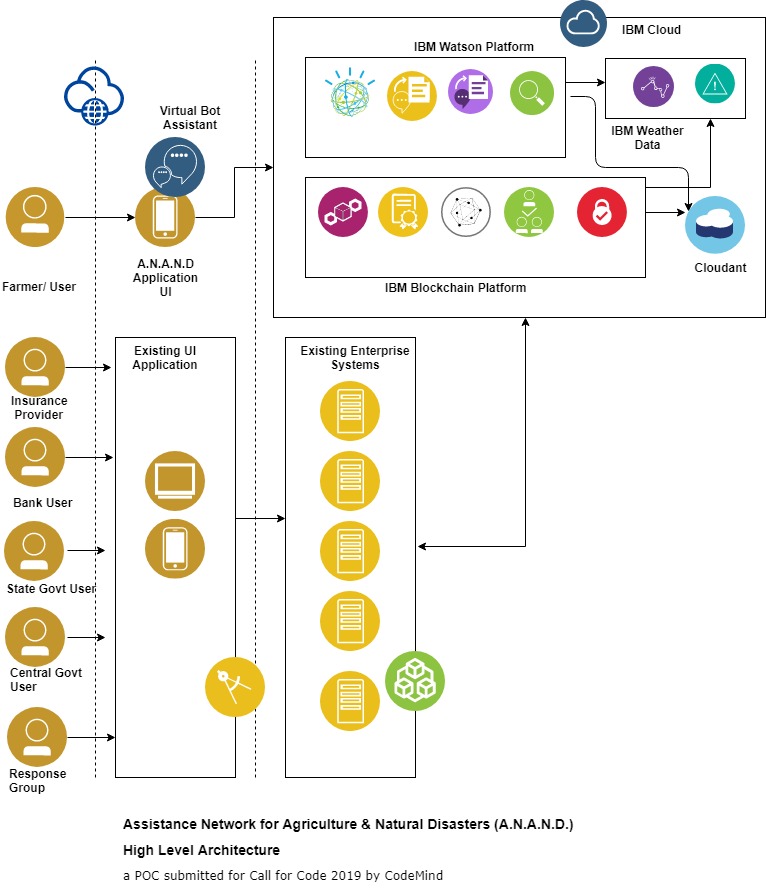 IBM Cloud
IBM Watson Platform
Virtual Bot
Assistant
IBM Weather
Data
A.N.A.N.D
Application
UI
Cloudant
Farmer/ User
IBM Blockchain Platform
Existing UI
Application
Existing Enterprise
Systems
Insurance
Provider
Bank User
State Govt User
Central Govt
User
Response
Group
Assistance Network for Agriculture & Natural Disasters (A.N.A.N.D.)
High Level Architecture
a POC submitted for Call for Code 2019 by CodeMind